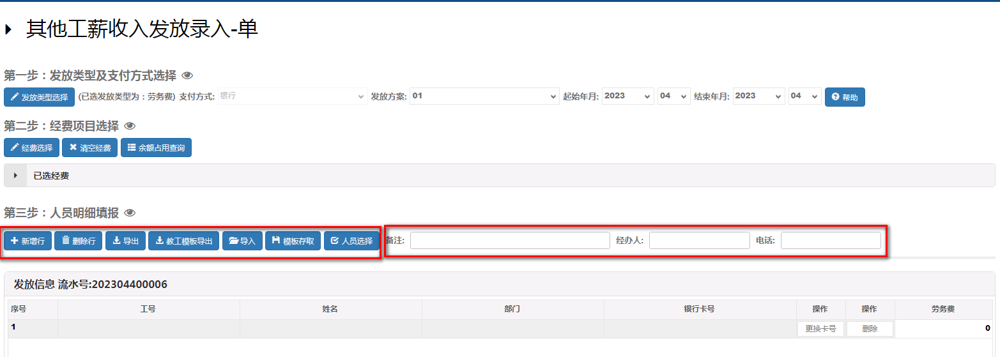 其他工薪收入发放录入-单
第一步：发放类型及支付方式选择
发放类型选择 (已选发放类型为：劳务费) 支付方式: 银行 发放方案: 01 起始年月: 2023 04 结束年月: 2023 04 帮助
第二步：经费项目选择
经费选择 清空经费 余额占用查询
已选经费
第三步：人员明细填报
新增行 删除行 导出 教工模板导出 导入 模板存取 人员选择 备注: 经办人: 电话:
发放信息 流水号:202304400006
序号 工号 姓名 部门 银行卡号 操作 操作 劳务费
1 更换卡号 删除 0